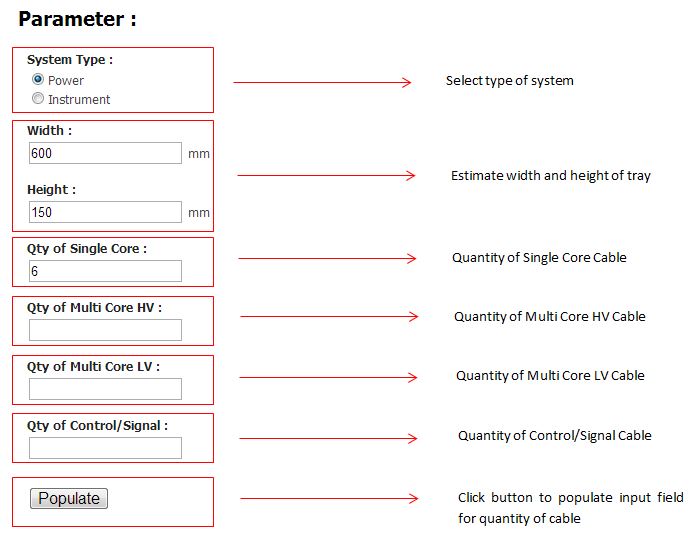 Parameter :
System Type :
Power
Instrument
Select type of system
Width :
600 mm
Height :
150 mm
Estimate width and height of tray
Qty of Single Core :
6
Quantity of Single Core Cable
Qty of Multi Core HV :
Quantity of Multi Core HV Cable
Qty of Multi Core LV :
Quantity of Multi Core LV Cable
Qty of Control/Signal :
Quantity of Control/Signal Cable
Populate
Click button to populate input field
for quantity of cable